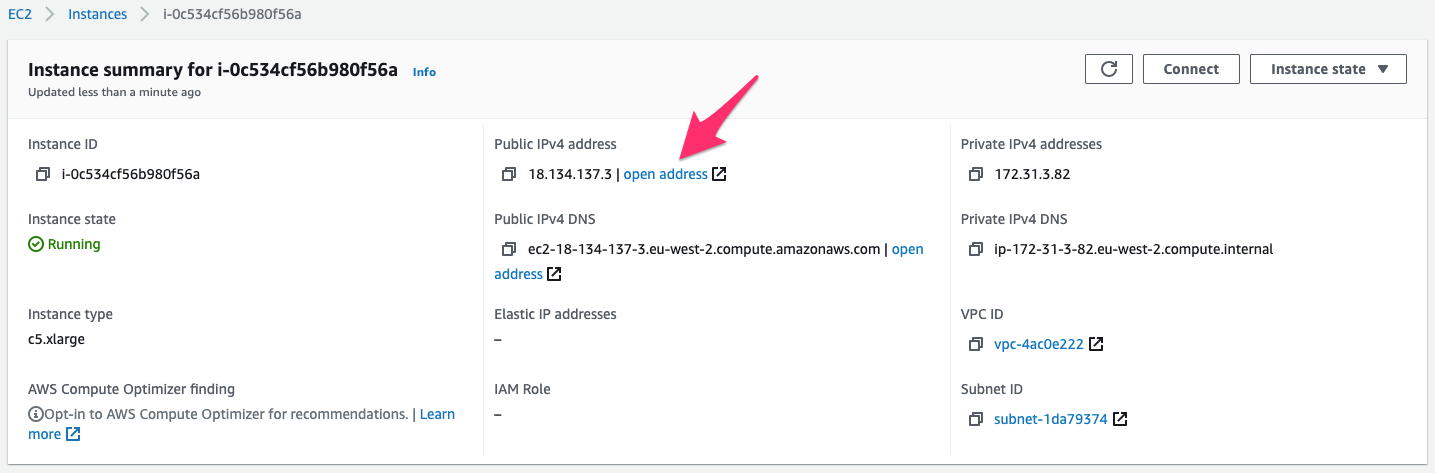 EC2 > Instances > i-0c534cf56b980f56a
Instance summary for i-0c534cf56b980f56a Info
Updated less than a minute ago
Connect
Instance state
Instance ID
i-0c534cf56b980f56a
Public IPv4 address
18.134.137.3 | open address
Private IPv4 addresses
172.31.3.82
Instance state
Running
Public IPv4 DNS
ec2-18-134-137-3.eu-west-2.compute.amazonaws.com | open
address
Private IPv4 DNS
ip-172-31-3-82.eu-west-2.compute.internal
Instance type
c5.xlarge
Elastic IP addresses
–
VPC ID
vpc-4ac0e222
AWS Compute Optimizer finding
Opt-in to AWS Compute Optimizer for recommendations. | Learn
more
IAM Role
–
Subnet ID
subnet-1da79374